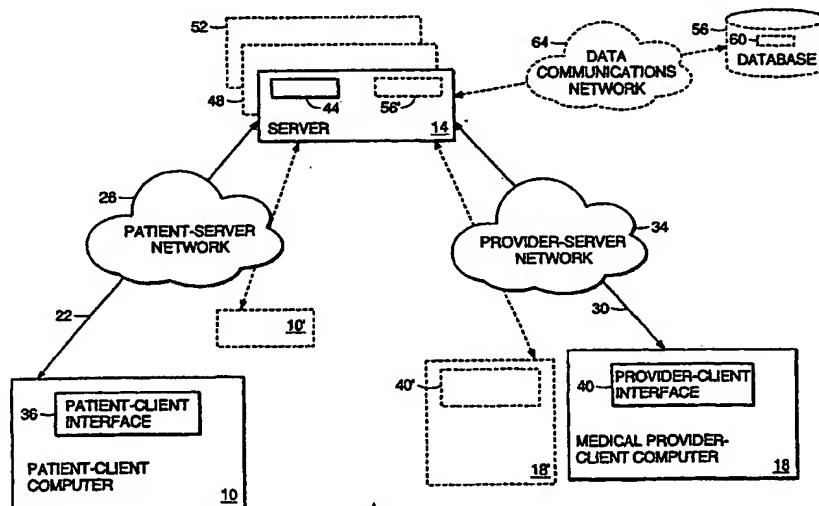 52
64
56
60
DATA
COMMUNICATIONS
NETWORK
DATABASE
48
44
56'
SERVER
14
26
PATIENT-SERVER
NETWORK
PROVIDER-SERVER
NETWORK
34
22
10'
30
40'
40
PROVIDER-CLIENT
INTERFACE
36
PATIENT-CLIENT
INTERFACE
MEDICAL PROVIDER-
CLIENT COMPUTER
18
18'
PATIENT-CLIENT
COMPUTER
10